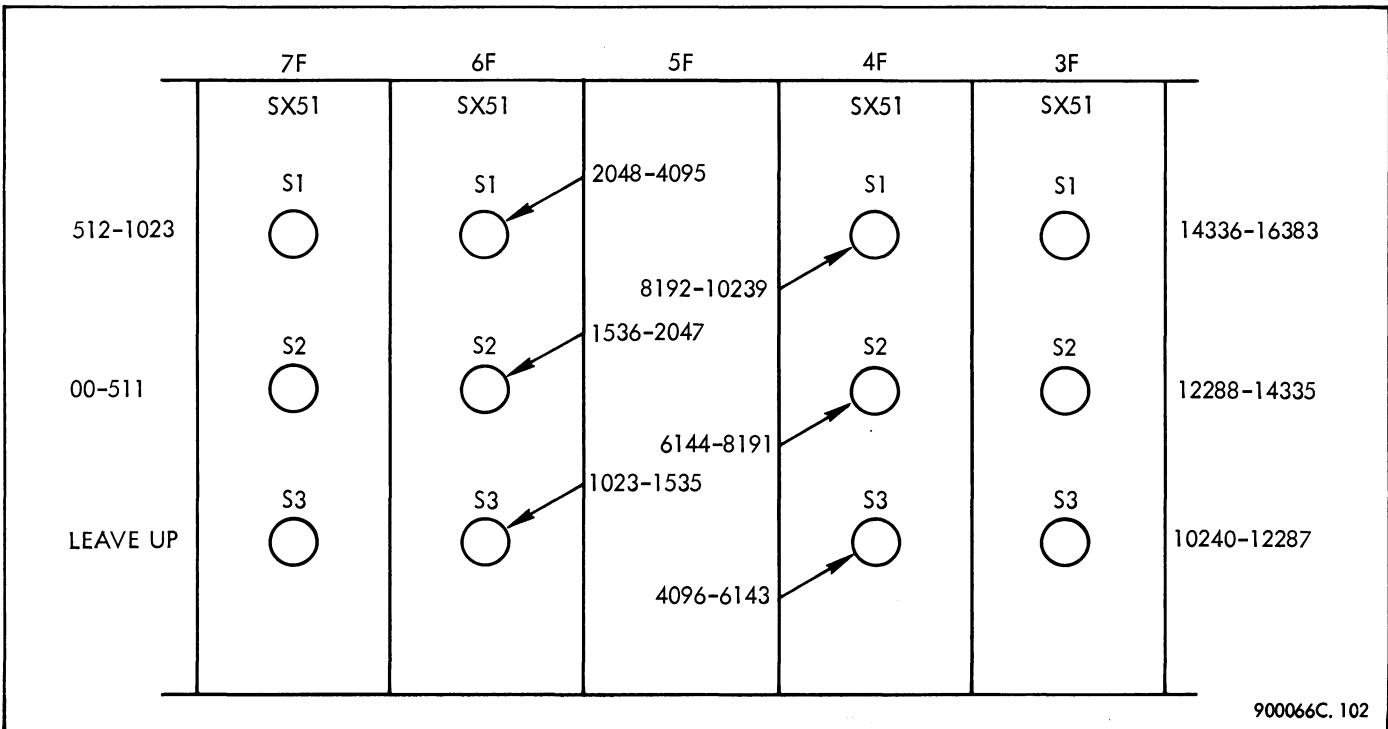 7F 6F 5F 4F 3F
SX51 SX51 SX51 SX51
S1 S1 2048-4095 S1 S1
512-1023 14336-16383
8192-10239
S2 S2 1536-2047 S2 S2
00-511 12288-14335
6144-8191
S3 S3 1023-1535 S3 S3
LEAVE UP 10240-12287
4096-6143
900066C. 102